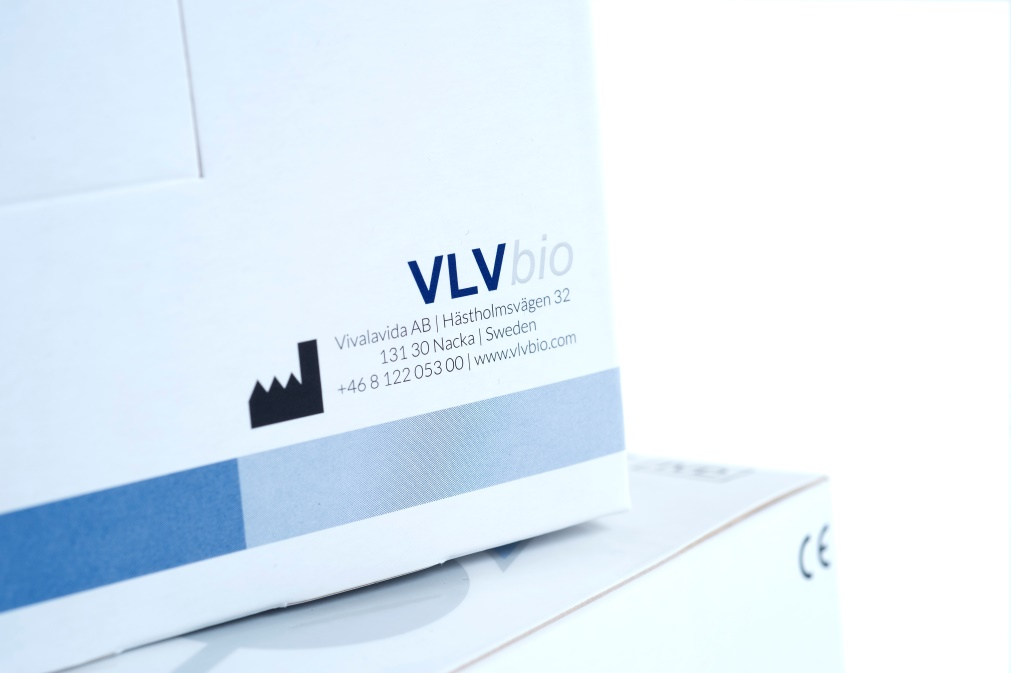 VLVbio
Vivalavida AB | Hästholmsvägen 32
131 30 Nacka | Sweden
+46 8 122 053 00 | www.vlvbio.com
CE